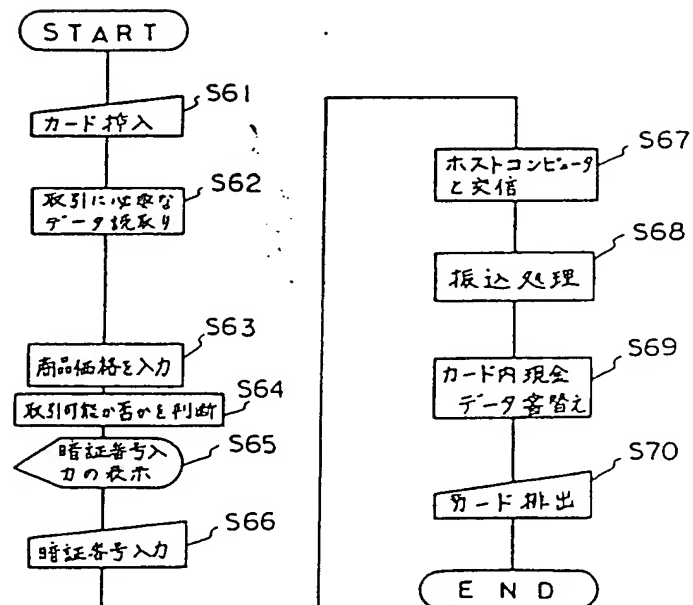 START
S61
カード挿入
S62
取引に必要な
データ読取り
S63
商品価格を入力
S64
取引可能か否かを判断
S65
暗証番号入
力の表示
S66
暗証番号入力
S67
ホストコンピュータ
と交信
S68
振込処理
S69
カード内現金
データ書替え
S70
カード排出
END